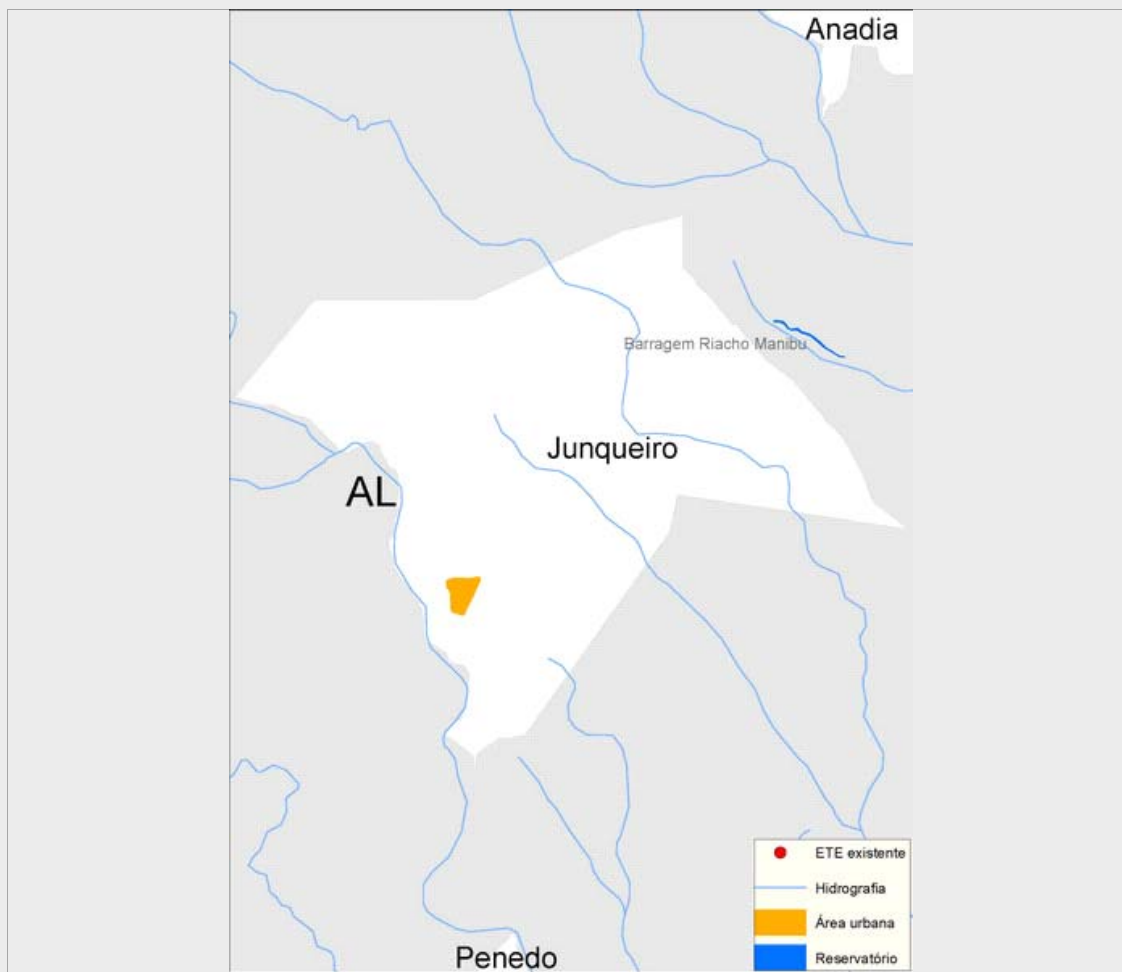 Anadia
Barragem Riacho Manibu
Junqueiro
AL
ETE existente
Hidrografia
Área urbana
Reservatório
Penedo